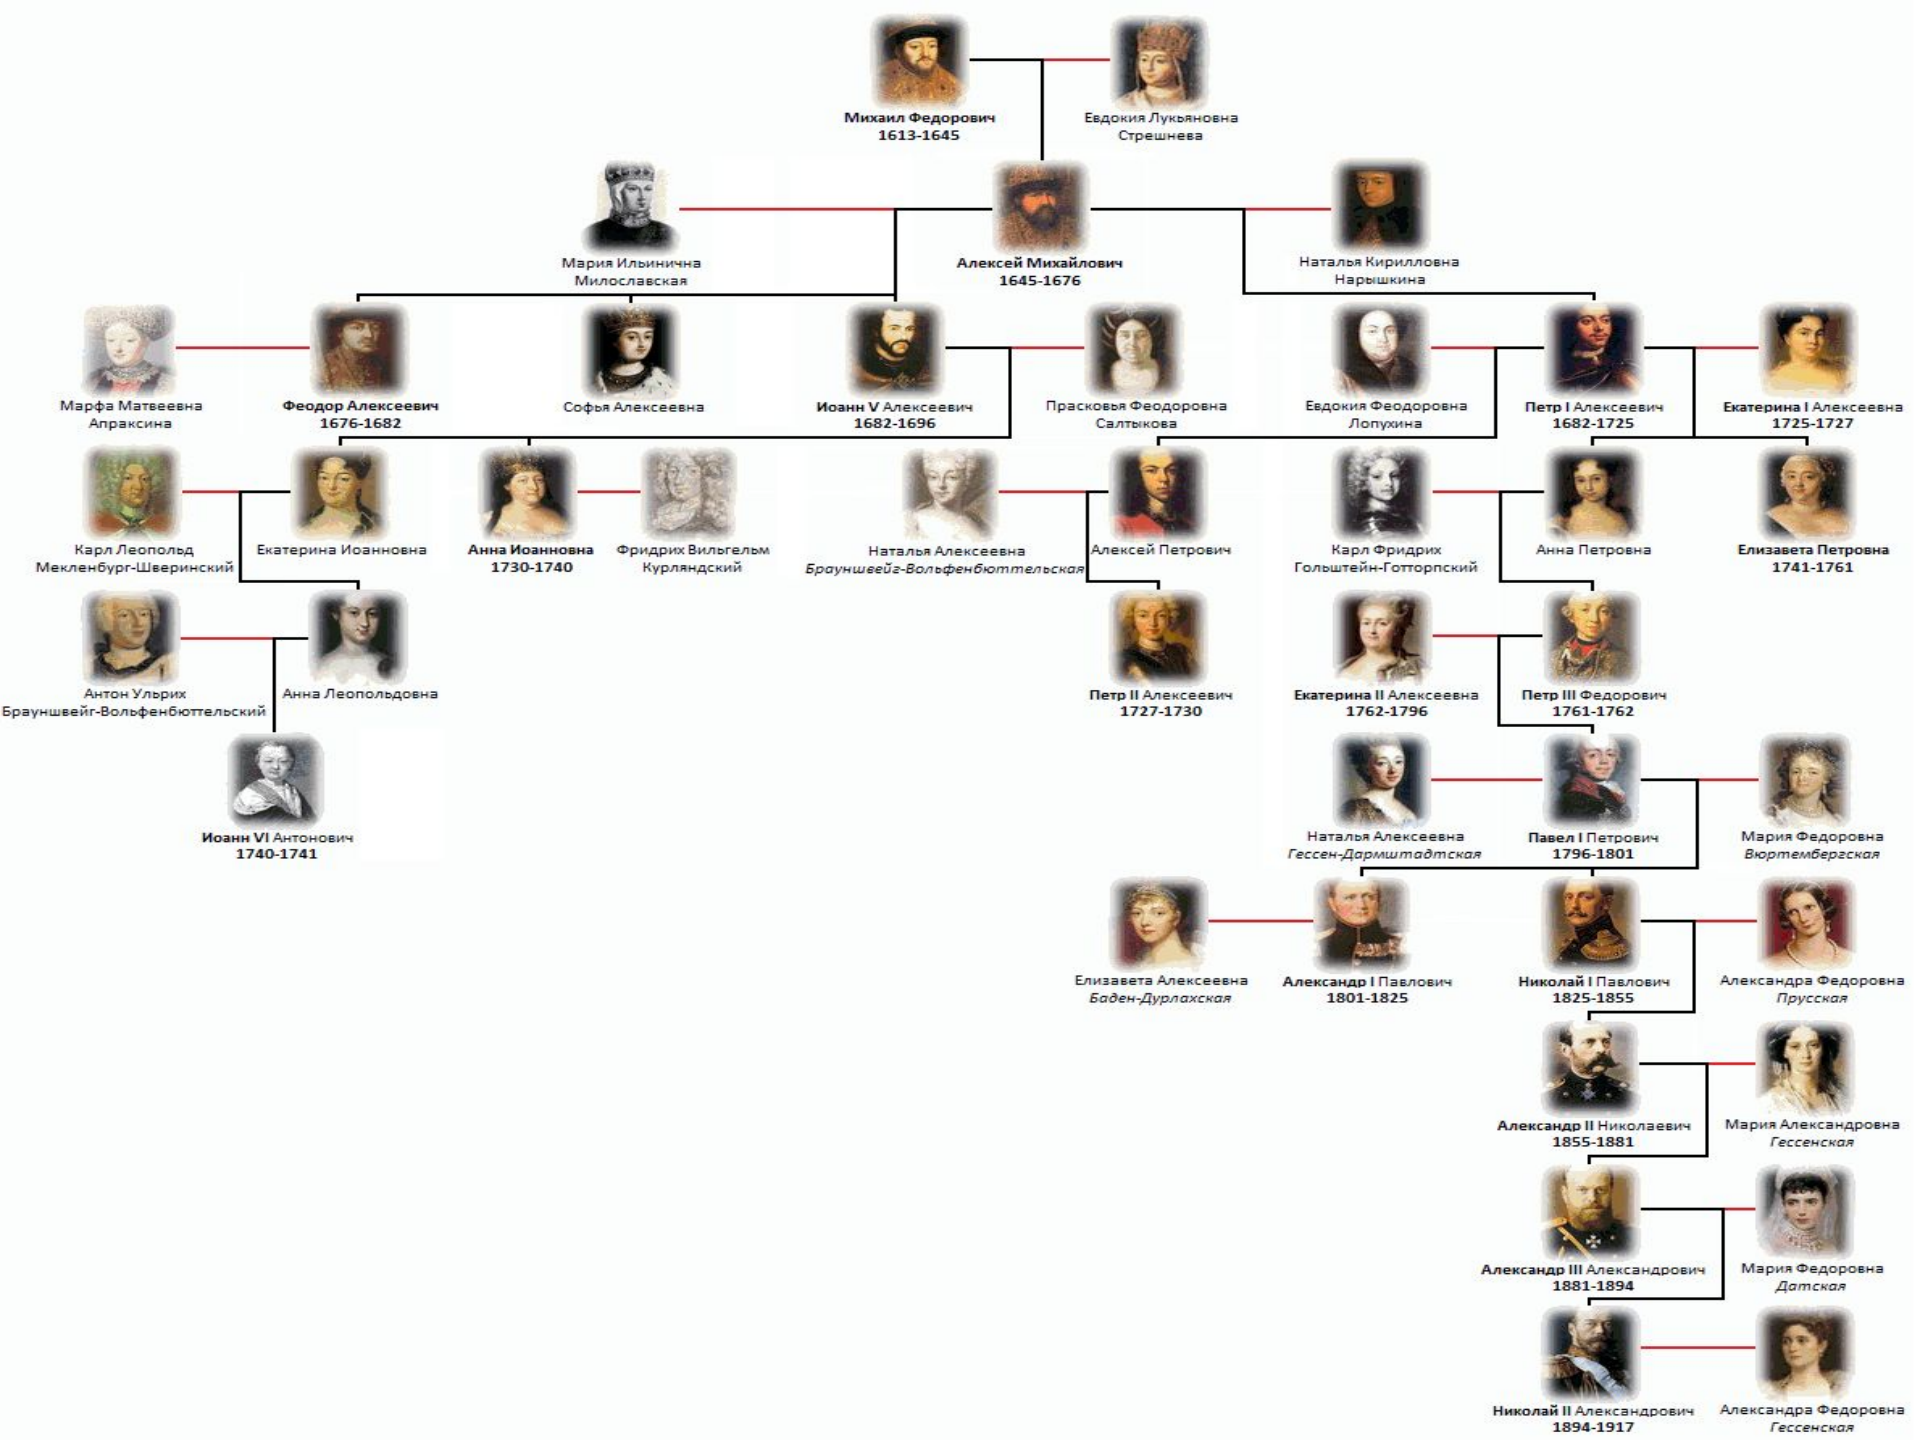 Михаил Федорович
1613-1645
Евдокия Лукьяновна
Стрешнева
Мария Ильинична
Милославская
Алексей Михайлович
1645-1676
Наталья Кирилловна
Нарышкина
Марфа Матвеевна
Апраксина
Феодор Алексеевич
1676-1682
Софья Алексеевна
Иоанн V Алексеевич
1682-1696
Прасковья Феодоровна
Салтыкова
Евдокия Феодоровна
Лопухина
Петр I Алексеевич
1682-1725
Екатерина I Алексеевна
1725-1727
Карл Леопольд
Мекленбург-Шверинский
Екатерина Иоанновна
Анна Иоанновна
1730-1740
Фридрих Вильгельм
Курляндский
Наталья Алексеевна
Брауншвейг-Вольфенбюттельская
Алексей Петрович
Карл Фридрих
Гольштейн-Готторпский
Анна Петровна
Елизавета Петровна
1741-1761
Антон Ульрих
Брауншвейг-Вольфенбюттельский
Анна Леопольдовна
Петр II Алексеевич
1727-1730
Екатерина II Алексеевна
1762-1796
Петр III Федорович
1761-1762
Иоанн VI Антонович
1740-1741
Наталья Алексеевна
Гессен-Дармштадтская
Павел I Петрович
1796-1801
Мария Федоровна
Вюртембергская
Елизавета Алексеевна
Баден-Дурлахская
Александр I Павлович
1801-1825
Николай I Павлович
1825-1855
Александра Федоровна
Прусская
Александр II Николаевич
1855-1881
Мария Александровна
Гессенская
Александр III Александрович
1881-1894
Мария Федоровна
Датская
Николай II Александрович
1894-1917
Александра Федоровна
Гессенская